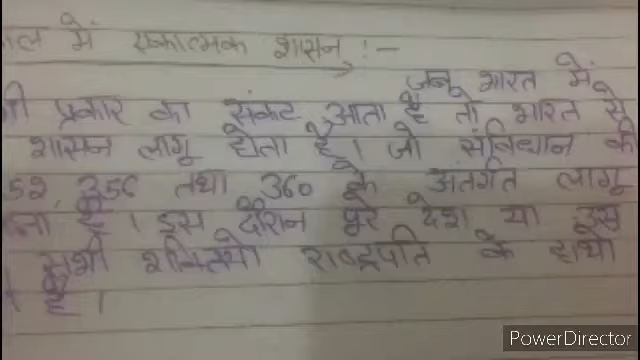 में एकात्मक शासन :-
जब भारत में
प्रकार का संकट आता है तो भारत से
शासन लागू होता है। जो संविधान की
352, 356 तथा 360 के अंतर्गत लागू
है। इस दौरान पुरे देश या उस
सभी शक्तियो राष्ट्रपति के हाथो
है।
PowerDirector